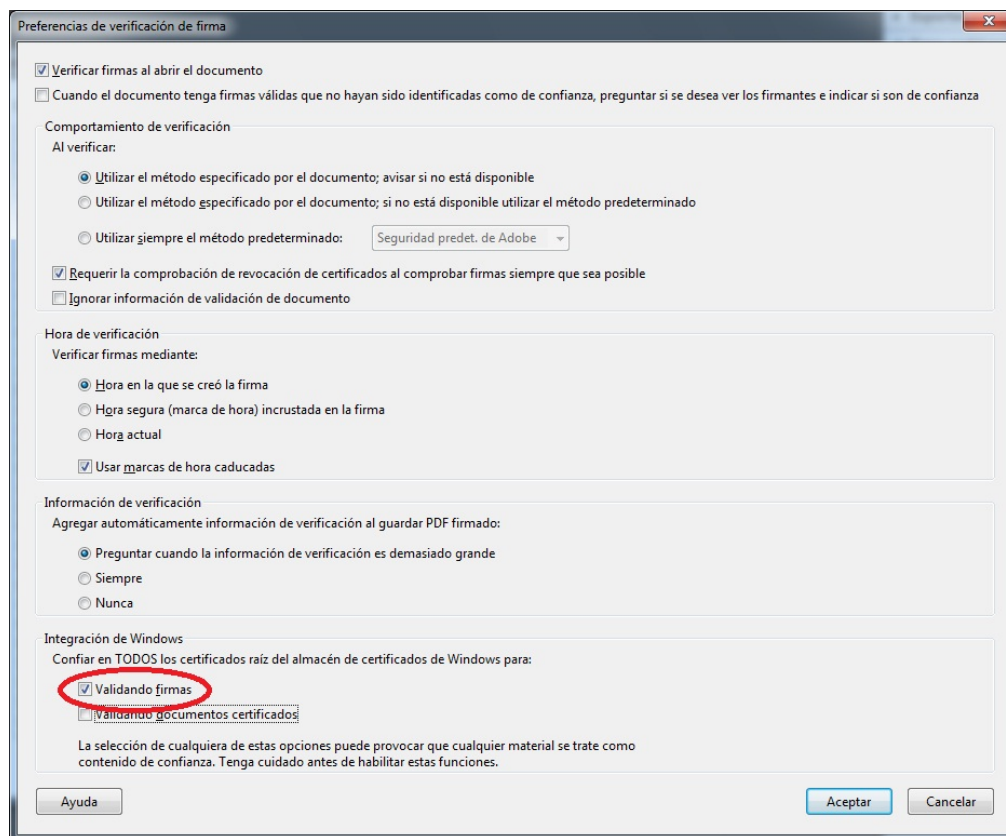 Preferencias de verificación de firma
Verificar firmas al abrir el documento
Cuando el documento tenga firmas válidas que no hayan sido identificadas como de confianza, preguntar si se desea ver los firmantes e indicar si son de confianza
Comportamiento de verificación
Al verificar:
Utilizar el método especificado por el documento; avisar si no está disponible
Utilizar el método especificado por el documento; si no está disponible utilizar el método predeterminado
Utilizar siempre el método predeterminado: Seguridad predet. de Adobe
Requerir la comprobación de revocación de certificados al comprobar firmas siempre que sea posible
Ignorar información de validación de documento
Hora de verificación
Verificar firmas mediante:
Hora en la que se creó la firma
Hora segura (marca de hora) incrustada en la firma
Hora actual
Usar marcas de hora caducadas
Información de verificación
Agregar automáticamente información de verificación al guardar PDF firmado:
Preguntar cuando la información de verificación es demasiado grande
Siempre
Nunca
Integración de Windows
Confiar en TODOS los certificados raíz del almacén de certificados de Windows para:
Validando firmas
Validando documentos certificados
La selección de cualquiera de estas opciones puede provocar que cualquier material se trate como
contenido de confianza. Tenga cuidado antes de habilitar estas funciones.
Ayuda Aceptar Cancelar